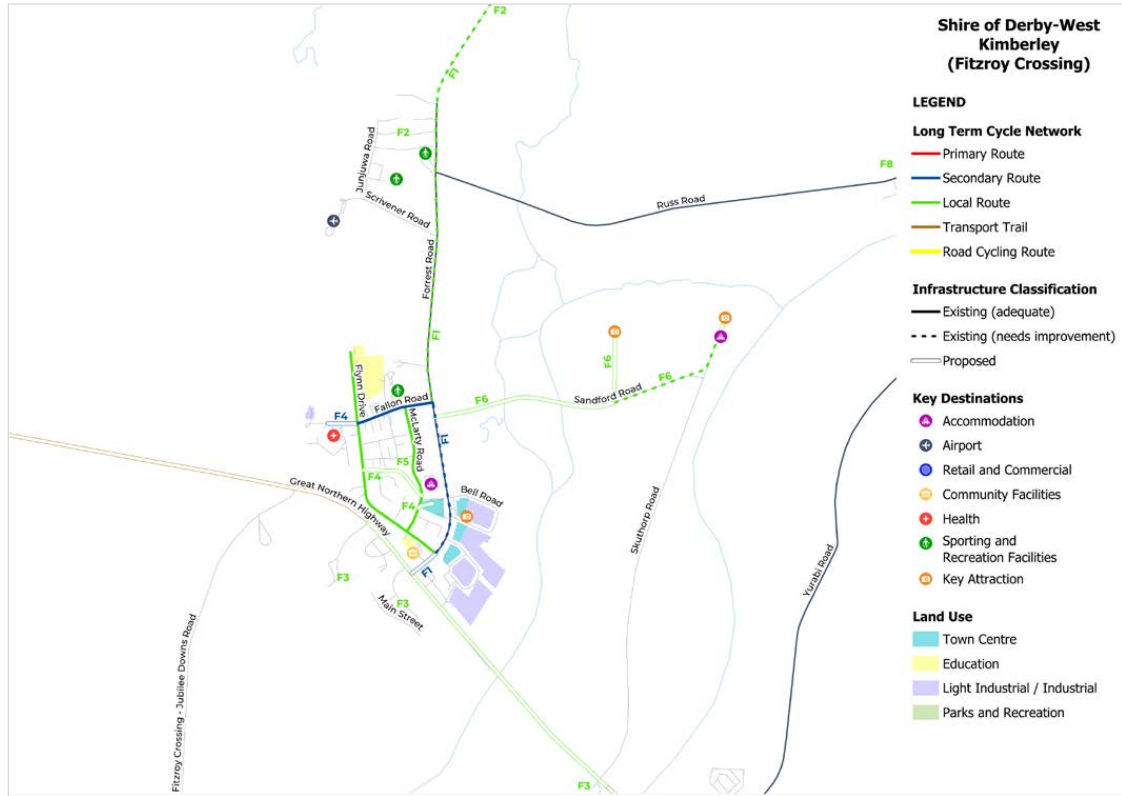 Shire of Derby-West
Kimberley
(Fitzroy Crossing)
LEGEND
Long Term Cycle Network
Primary Route
Secondary Route
Local Route
Transport Trail
Road Cycling Route
Infrastructure Classification
Existing (adequate)
Existing (needs improvement)
Proposed
Key Destinations
Accommodation
Airport
Retail and Commercial
Community Facilities
Health
Sporting and
Recreation Facilities
Key Attraction
Land Use
Town Centre
Education
Light Industrial / Industrial
Parks and Recreation
F2
F1
F2
Junjuwa Road
Scrivener Road
F8
Russ Road
Forrest Road
F1
F6
F6
F6
Sandford Road
Flynn Drive
Fallon Road
F4
McLarty Road
F1
F5
F4
Bell Road
F4
Great Northern Highway
F1
F3
F3
Main Street
Skuthorp Road
Yurabi Road
Fitzroy Crossing - Jubilee Downs Road
F3